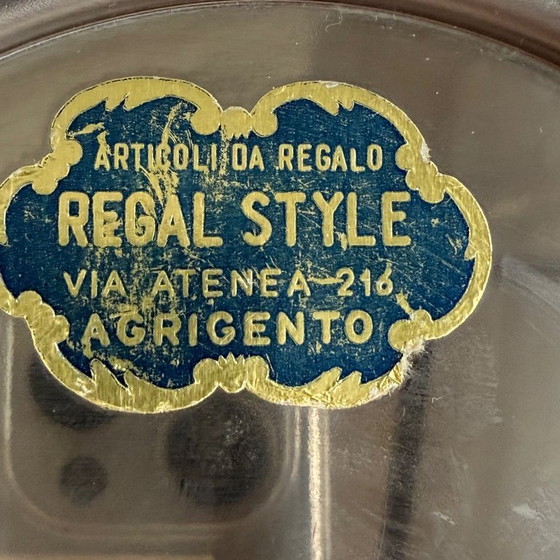 ARTICOLI DA REGALO
REGAL STYLE
VIA ATENEA-216
AGRIGENTO